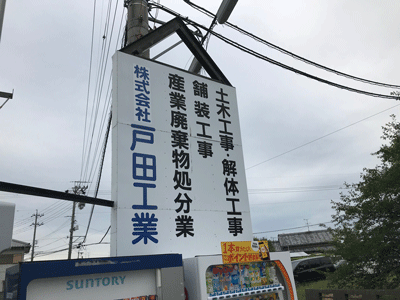 土木工事・解体工事
舗装工事
産業廃棄物処分業
株式会社 戸田工業
SUNTORY